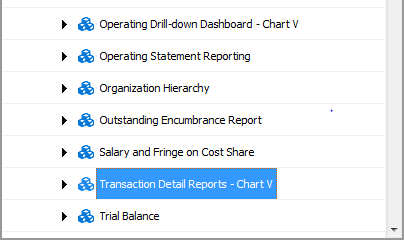 Operating Drill-down Dashboard - Chart V
Operating Statement Reporting
Organization Hierarchy
Outstanding Encumbrance Report
Salary and Fringe on Cost Share
Transaction Detail Reports - Chart V
Trial Balance